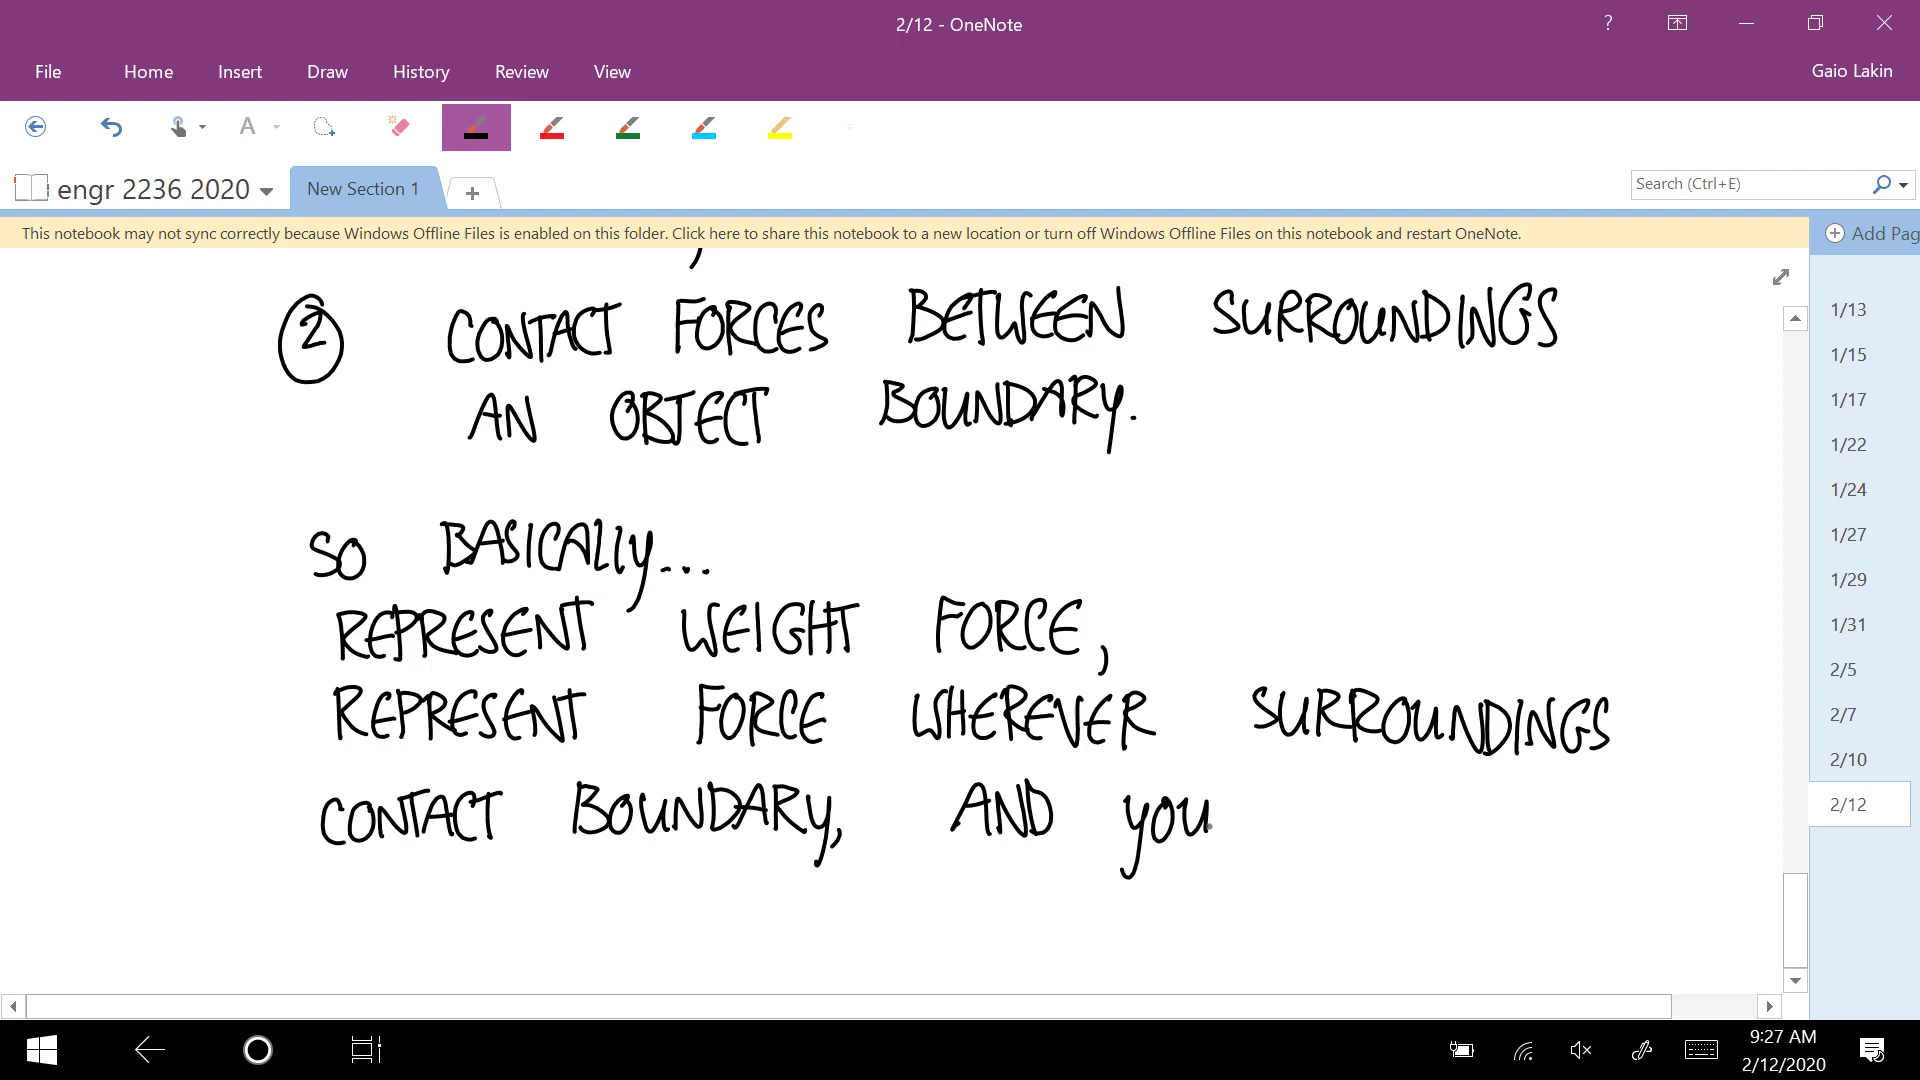 2/12 - OneNote
?
File Home Insert Draw History Review View
Gaio Lakin
A
engr 2236 2020
New Section 1
+
Search (Ctrl+E)
This notebook may not sync correctly because Windows Offline Files is enabled on this folder. Click here to share this notebook to a new location or turn off Windows Offline Files on this notebook and restart OneNote.
Add Pag
② CONTACT FORCES BETWEEN SURROUNDINGS
AN OBJECT BOUNDARY.
SO BASICALLY...
REPRESENT WEIGHT FORCE,
REPRESENT FORCE WHEREVER SURROUNDINGS
CONTACT BOUNDARY, AND YOU
1/13
1/15
1/17
1/22
1/24
1/27
1/29
1/31
2/5
2/7
2/10
2/12
9:27 AM
2/12/2020